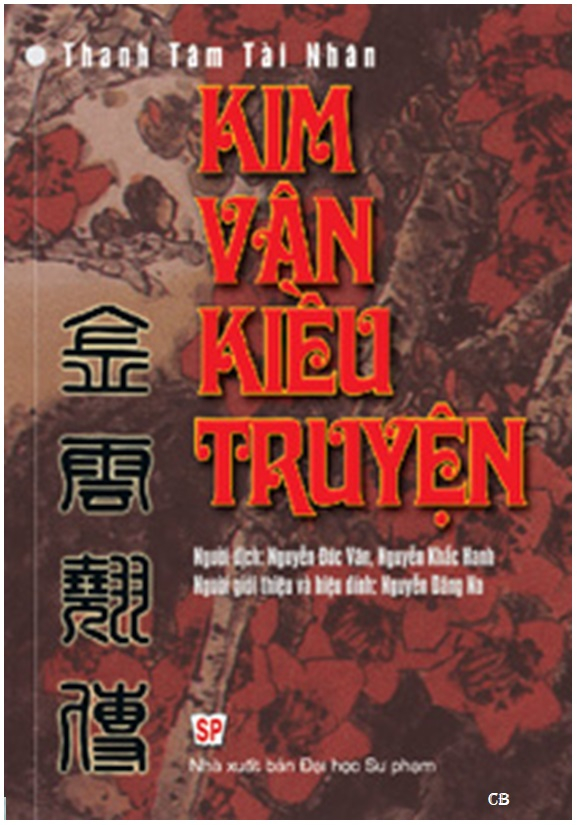 Thanh Tâm Tài Nhân
KIM
VÂN
KIỀU
TRUYỆN
金
雲
翹
傳
Người dịch: Nguyễn Đức Vân, Nguyễn Khắc Hanh
Người giới thiệu và hiệu đính: Nguyễn Đăng Na
SP
Nhà xuất bản Đại học Sư phạm
CB